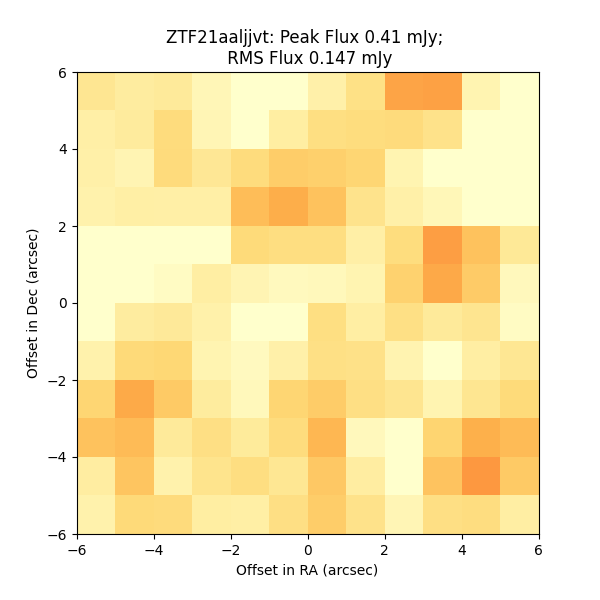 ZTF21aaljjvt: Peak Flux 0.41 mJy;
RMS Flux 0.147 mJy
6
4
2
0
−2
−4
−6
Offset in Dec (arcsec)
−6 −4 −2 0 2 4 6
Offset in RA (arcsec)